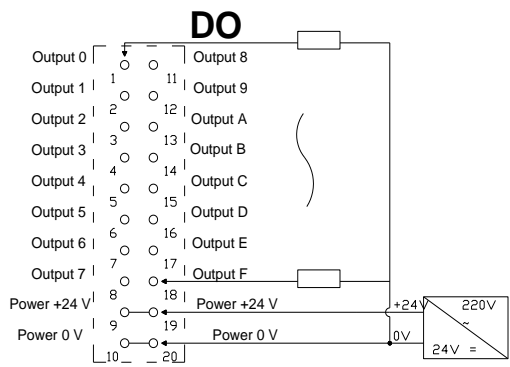 DO
Output 0 Output 8
1 11
Output 1 Output 9
2 12
Output 2 Output A
3 13
Output 3 Output B
4 14
Output 4 Output C
5 15
Output 5 Output D
6 16
Output 6 Output E
7 17
Output 7 Output F
8 18
Power +24 V Power +24 V +24V 220V
~
9 19
Power 0 V Power 0 V 0V
24V =
10 20